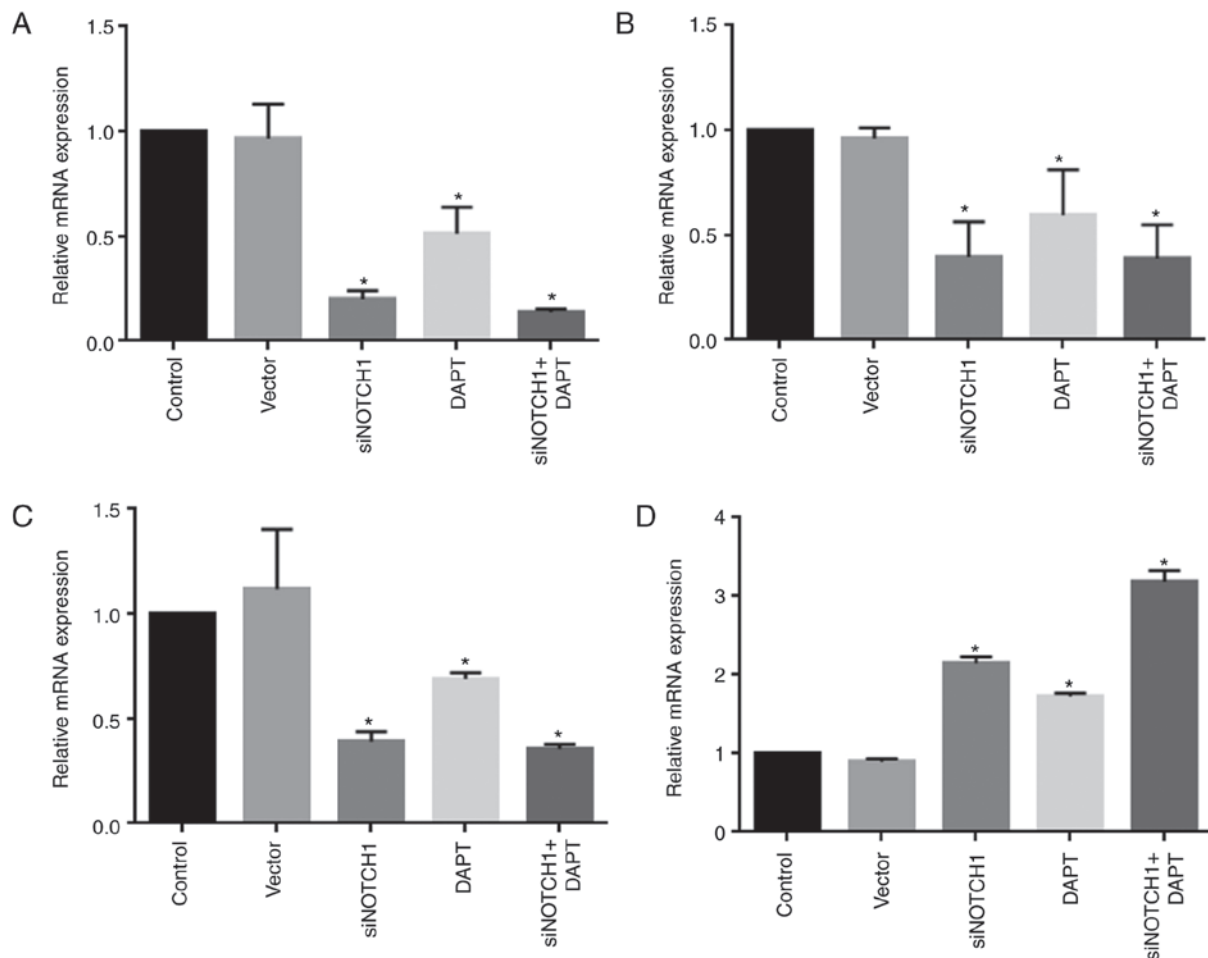 A
Relative mRNA expression
1.5
1.0
0.5
0.0
*
*
*
Control
Vector
siNOTCH1
DAPT
siNOTCH1+
DAPT
B
Relative mRNA expression
1.5
1.0
0.5
0.0
*
*
*
Control
Vector
siNOTCH1
DAPT
siNOTCH1+
DAPT
C
Relative mRNA expression
1.5
1.0
0.5
0.0
*
*
*
Control
Vector
siNOTCH1
DAPT
siNOTCH1+
DAPT
D
Relative mRNA expression
4
3
2
1
0
*
*
*
Control
Vector
siNOTCH1
DAPT
siNOTCH1+
DAPT